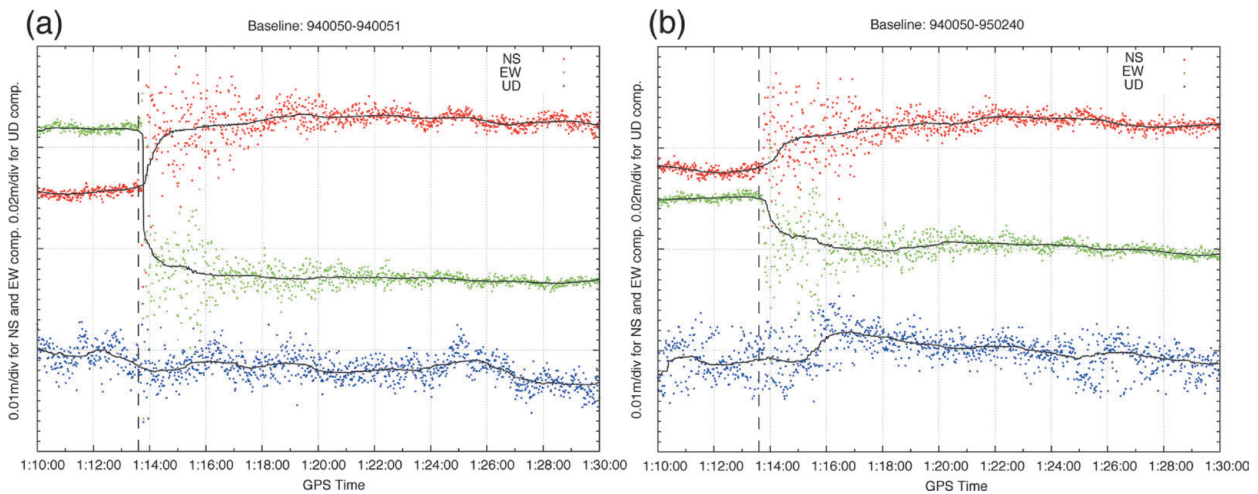 (a)
Baseline: 940050-940051
NS
EW
UD
0.01m/div for NS and EW comp. 0.02m/div for UD comp.
1:10:00 1:12:00 1:14:00 1:16:00 1:18:00 1:20:00 1:22:00 1:24:00 1:26:00 1:28:00 1:30:00
GPS Time
(b)
Baseline: 940050-950240
NS
EW
UD
0.01m/div for NS and EW comp. 0.02m/div for UD comp.
1:10:00 1:12:00 1:14:00 1:16:00 1:18:00 1:20:00 1:22:00 1:24:00 1:26:00 1:28:00 1:30:00
GPS Time